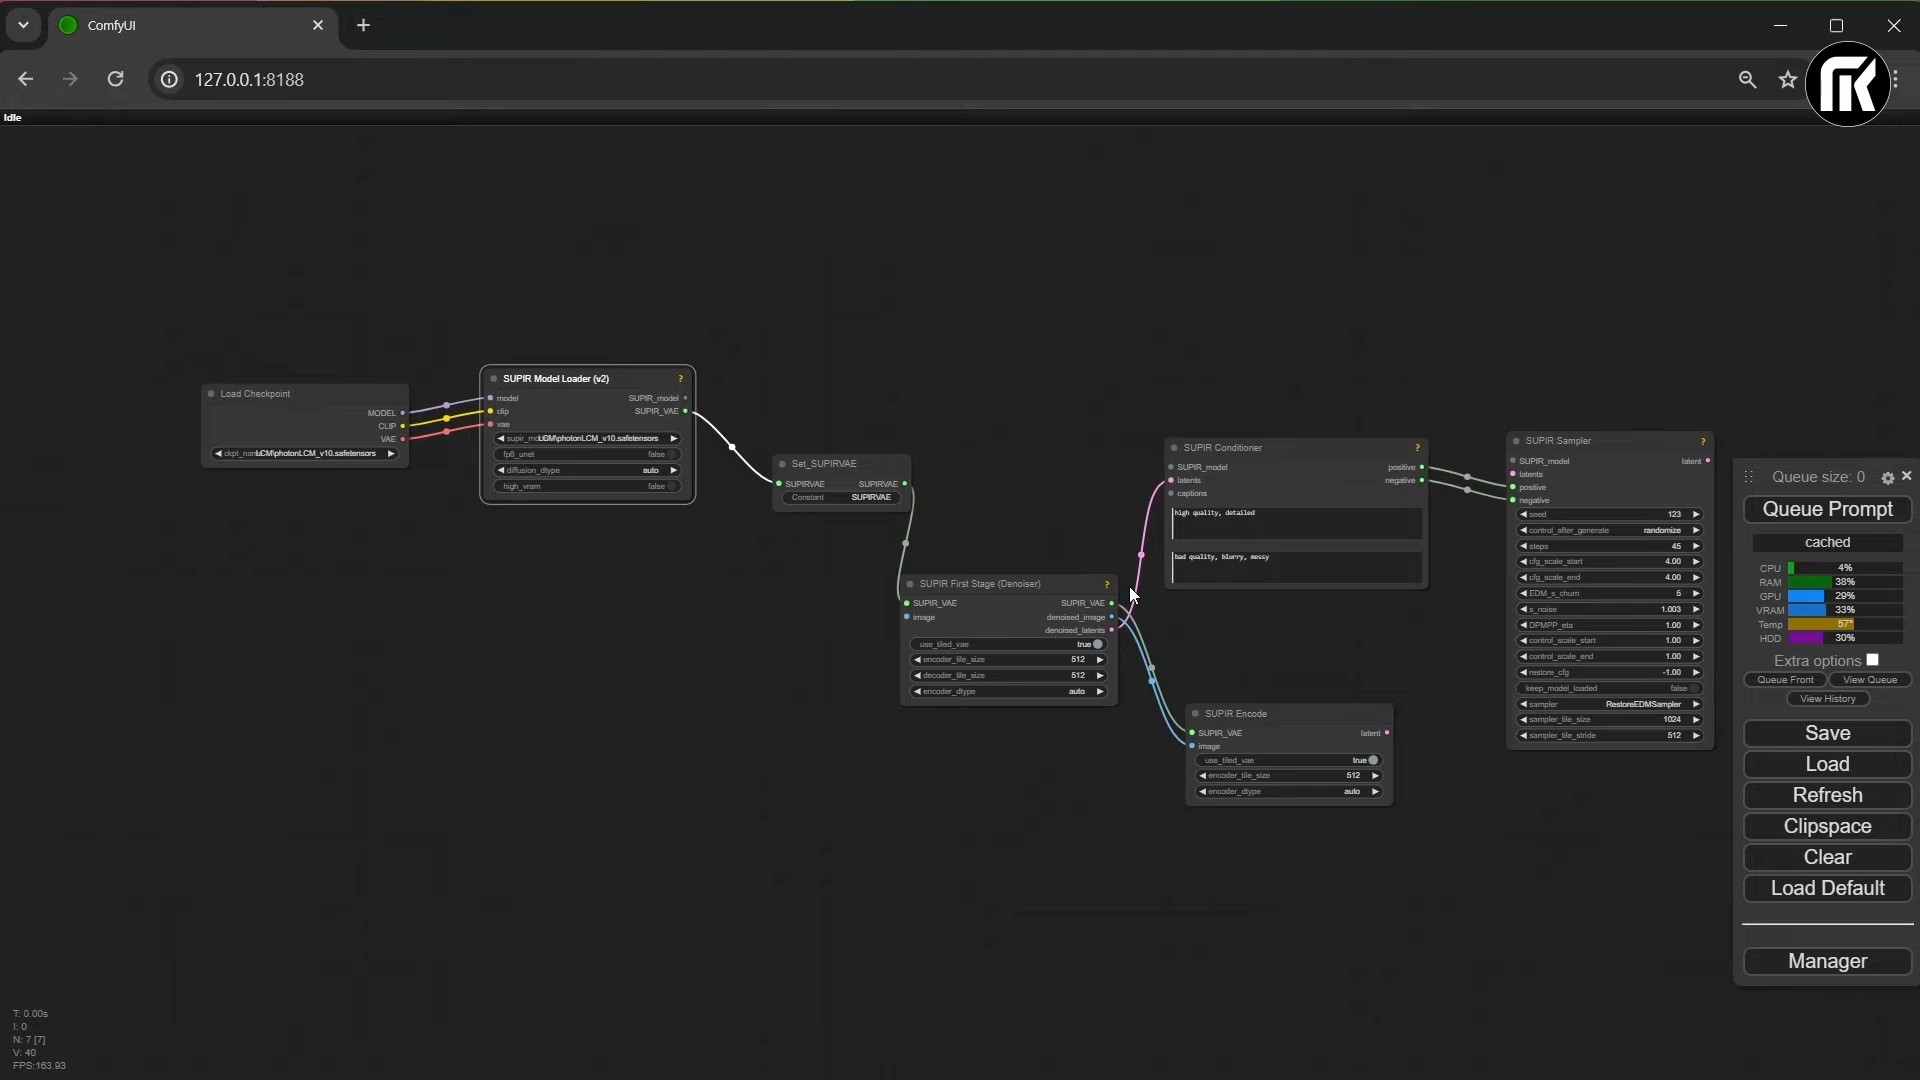 ComfyUI
127.0.0.1:8188
Idle
Load Checkpoint
MODEL
CLIP
VAE
LCM\photonLCM_v10.safetensors
SUPIR Model Loader (v2) ?
model SUPIR_model
clip SUPIR_VAE
vae
LCM\photonLCM_v10.safetensors
fp8_unet false
diffusion_dtype auto
high_vram false
Set_SUPIRVAE
SUPIRVAE SUPIRVAE
Constant SUPIRVAE
SUPIR First Stage (Denoiser) ?
SUPIR_VAE SUPIR_VAE
image denoised_image
denoised_latents
use_tiled_vae true
encoder_tile_size 512
decoder_tile_size 512
encoder_dtype auto
SUPIR Conditioner ?
SUPIR_model positive
latents negative
captions
high quality, detailed
bad quality, blurry, messy
SUPIR Encode
SUPIR_VAE latent
image
use_tiled_vae true
encoder_tile_size 512
encoder_dtype auto
SUPIR Sampler ?
SUPIR_model latent
latents
positive
negative
seed 123
control_after_generate randomize
steps 45
cfg_scale_start 4.00
cfg_scale_end 4.00
EDM_s_churn 5
s_noise 1.003
DPMPP_eta 1.00
control_scale_start 1.00
control_scale_end 1.00
restore_cfg -1.00
keep_model_loaded false
sampler RestoreEDMSampler
sampler_tile_size 1024
sampler_tile_stride 512
Queue size: 0
Queue Prompt
cached
CPU 4%
RAM 38%
GPU 29%
VRAM 33%
Temp 57°
HDD 30%
Extra options
Queue Front View Queue
View History
Save
Load
Refresh
Clipspace
Clear
Load Default
Manager
T: 0.00s
I: 0
N: 7 [7]
V: 40
FPS:163.93